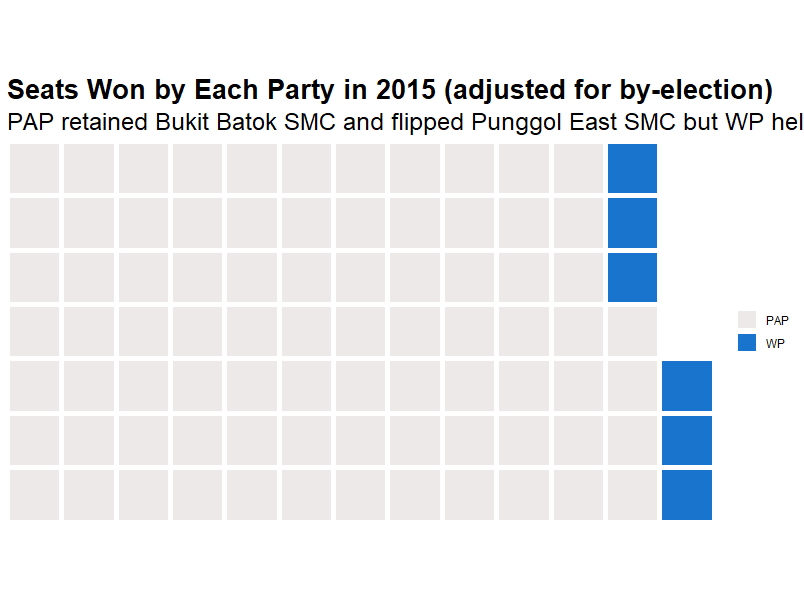 Seats Won by Each Party in 2015 (adjusted for by-election)
PAP retained Bukit Batok SMC and flipped Punggol East SMC but WP hel
PAP
WP